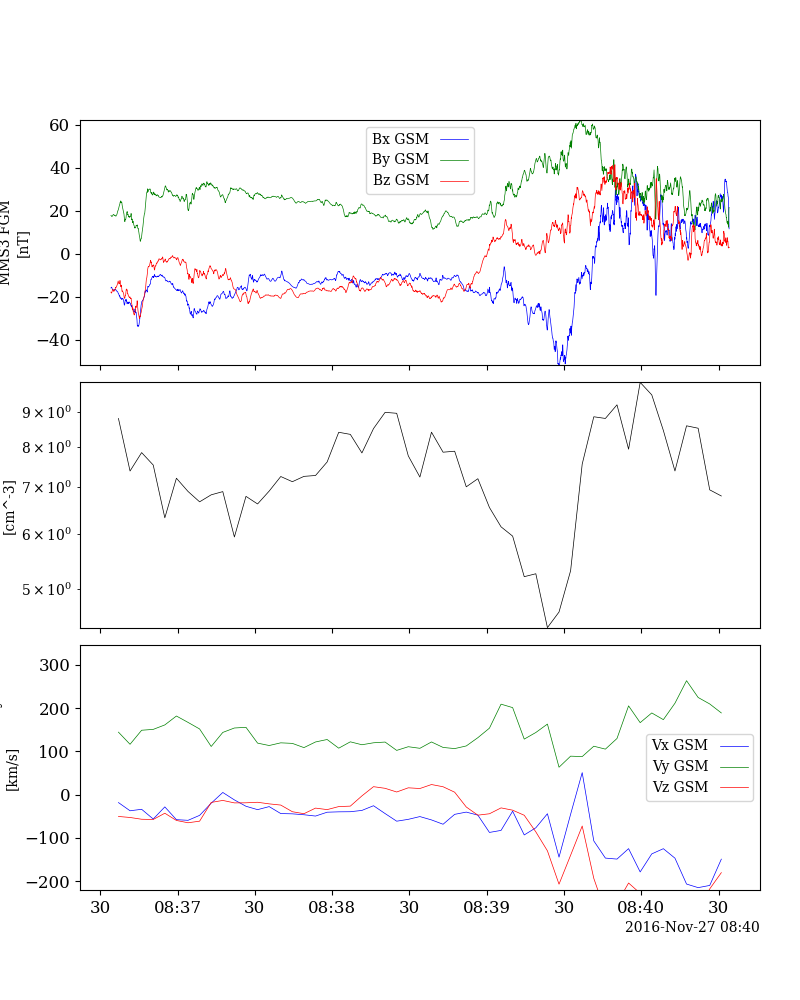 60
40
20
0
−20
−40
MMS3 FGM
[nT]
Bx GSM
By GSM
Bz GSM
9 × 10⁰
8 × 10⁰
7 × 10⁰
6 × 10⁰
5 × 10⁰
[cm^-3]
300
200
100
0
−100
−200
[km/s]
Vx GSM
Vy GSM
Vz GSM
30 08:37 30 08:38 30 08:39 30 08:40 30
2016-Nov-27 08:40